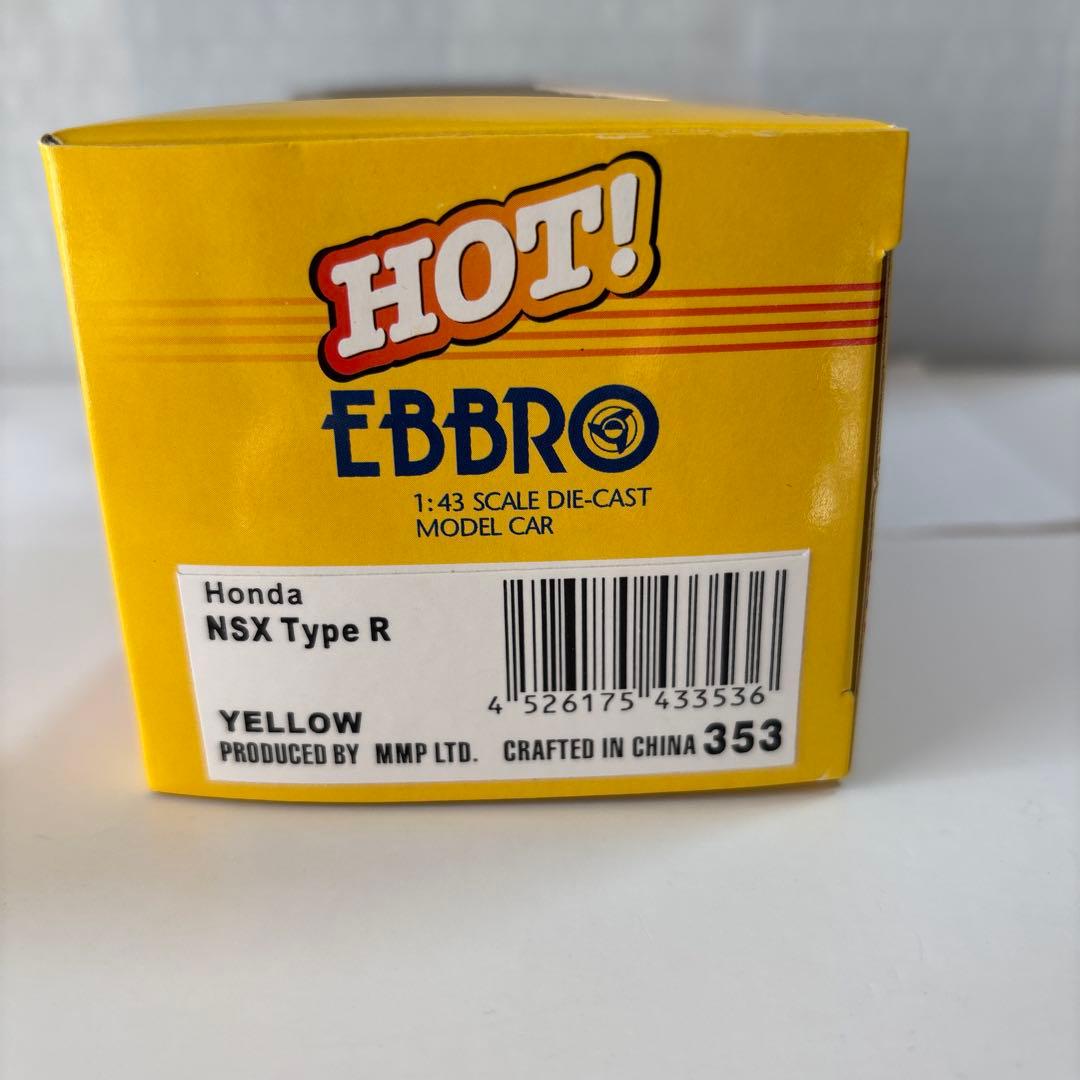 HOT!
EBBRO
1:43 SCALE DIE-CAST
MODEL CAR
Honda
NSX Type R
4 526175 433536
YELLOW
PRODUCED BY MMP LTD. CRAFTED IN CHINA 353